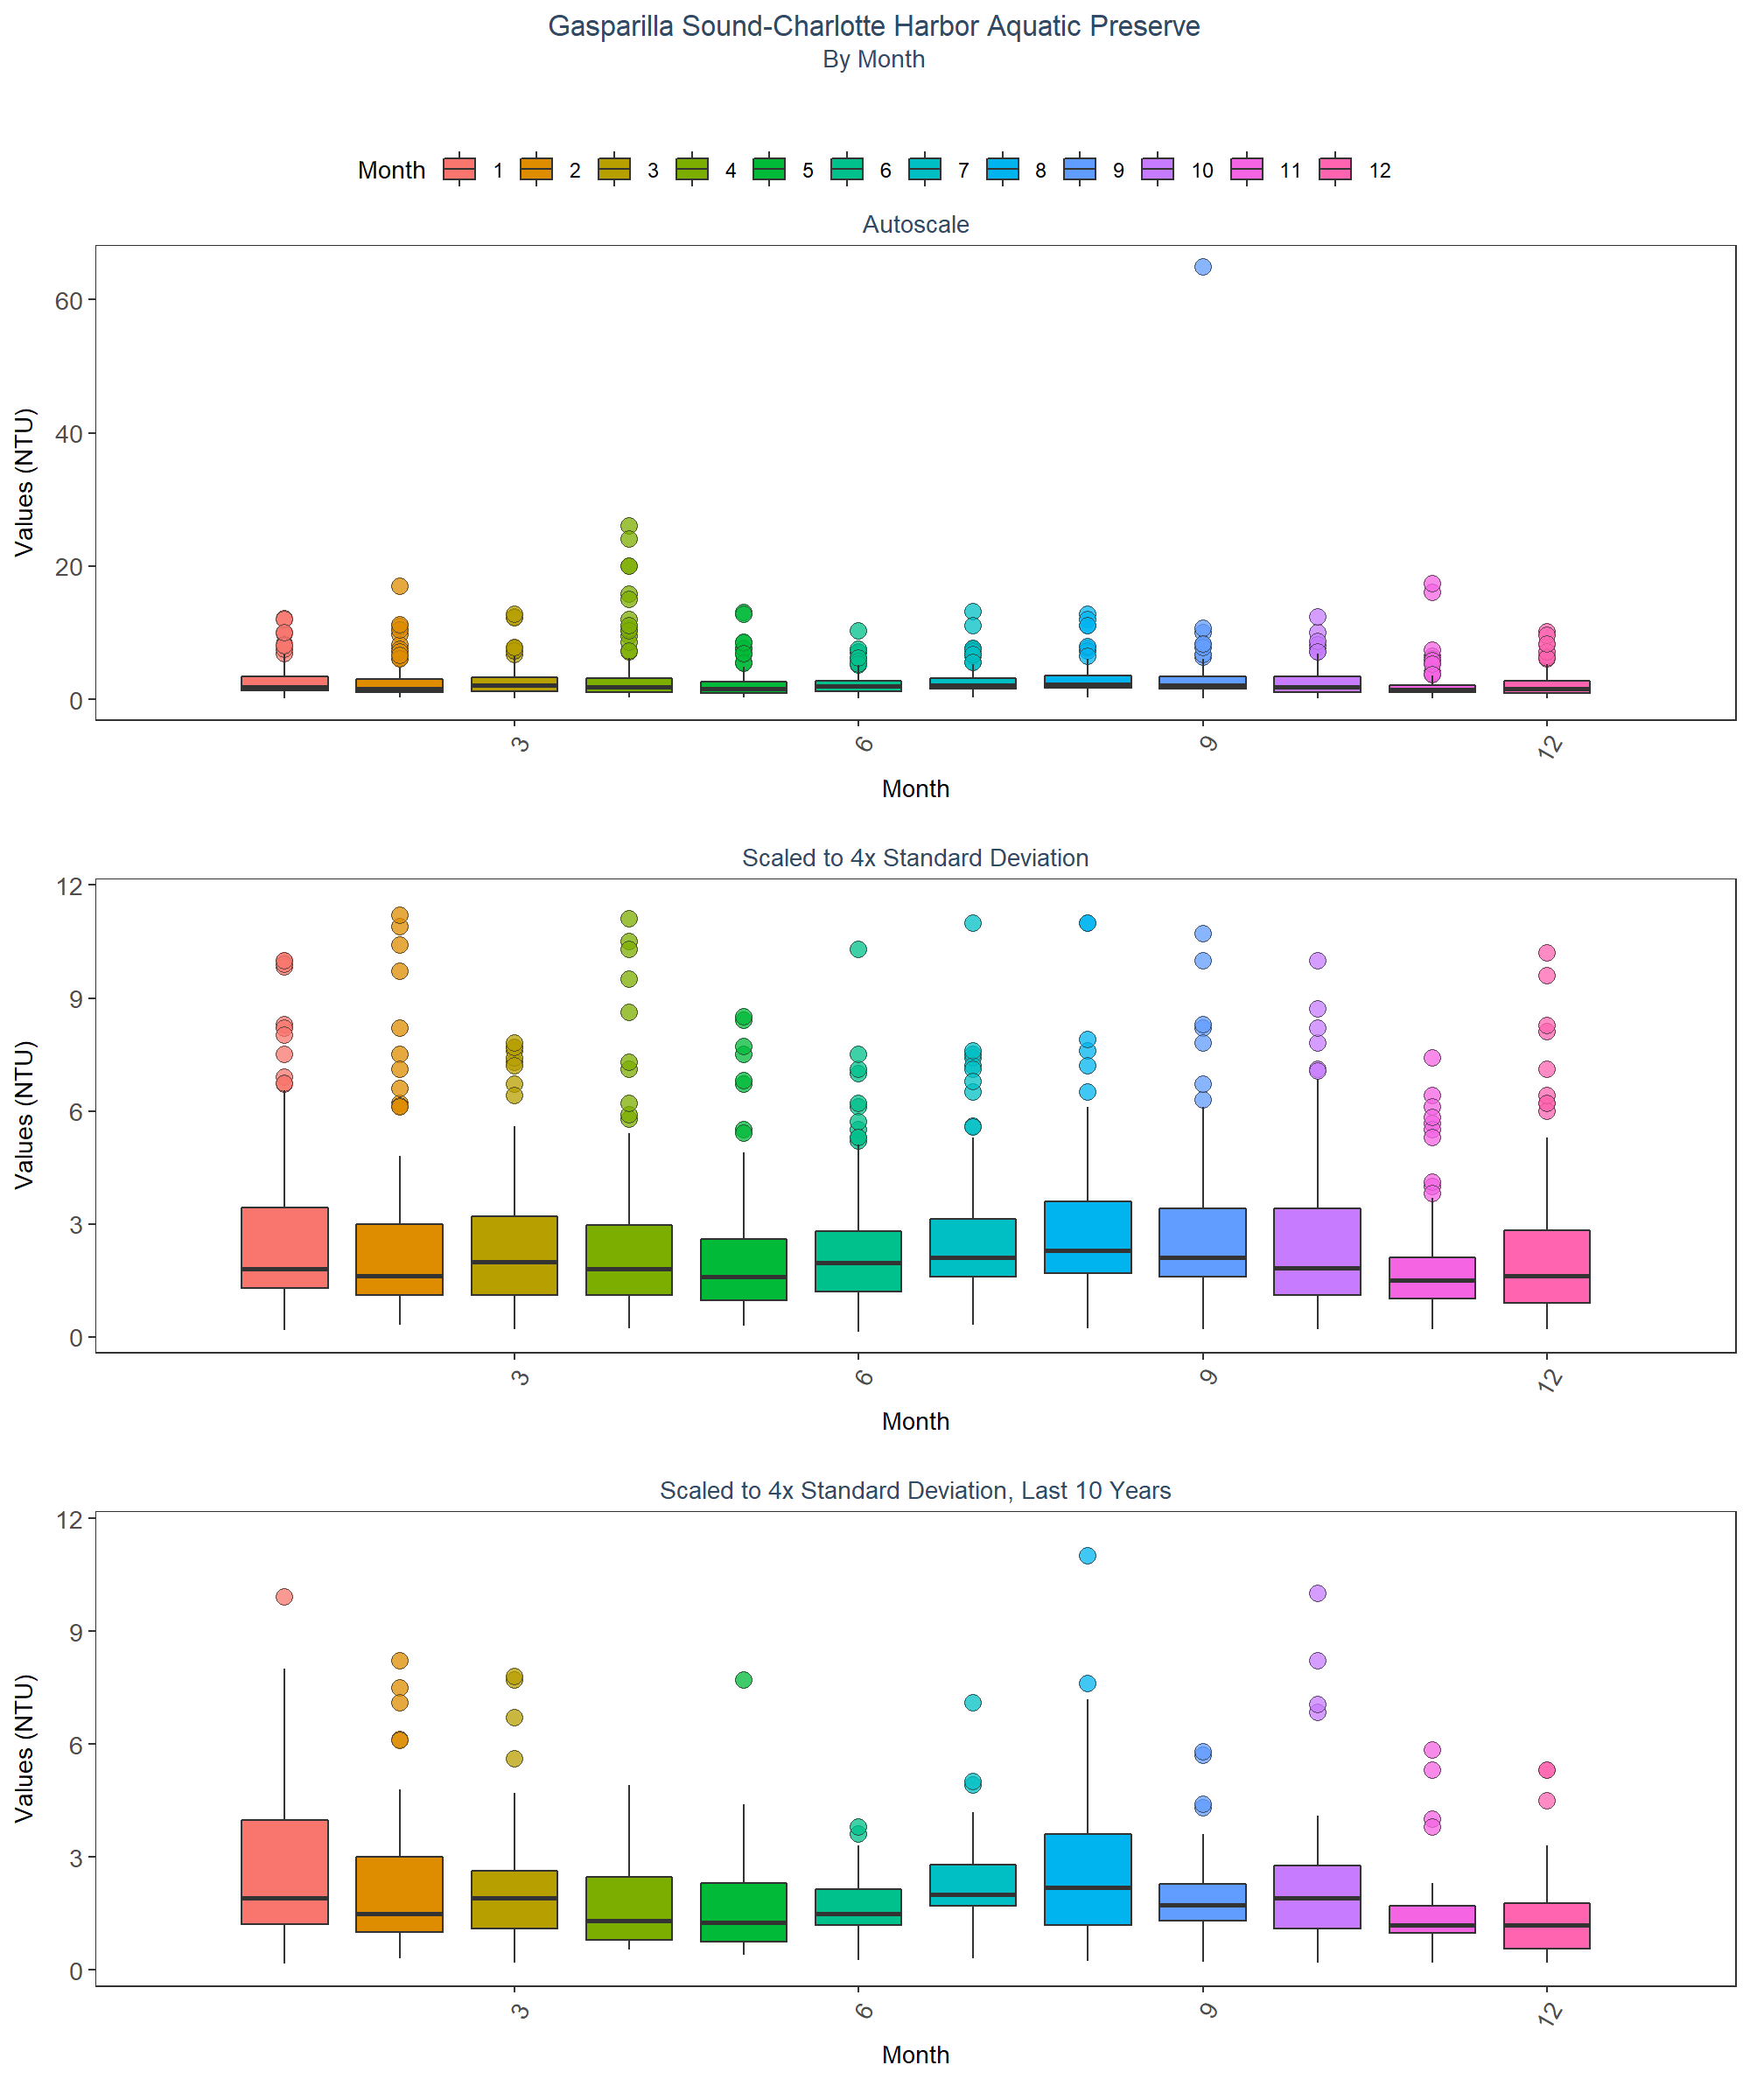 Gasparilla Sound-Charlotte Harbor Aquatic Preserve
By Month
Month 1 2 3 4 5 6 7 8 9 10 11 12
Autoscale
Values (NTU)
60
40
20
0
3 6 9 12
Month
Scaled to 4x Standard Deviation
Values (NTU)
12
9
6
3
0
3 6 9 12
Month
Scaled to 4x Standard Deviation, Last 10 Years
Values (NTU)
12
9
6
3
0
3 6 9 12
Month